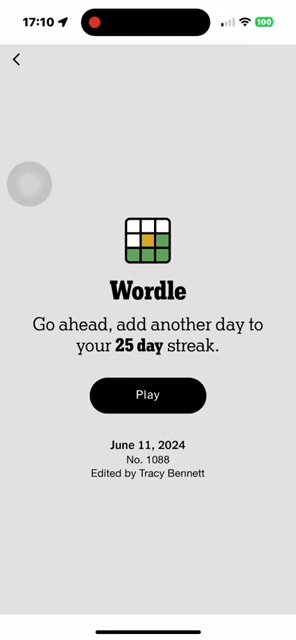 17:10
100
Wordle
Go ahead, add another day to
your 25 day streak.
Play
June 11, 2024
No. 1088
Edited by Tracy Bennett